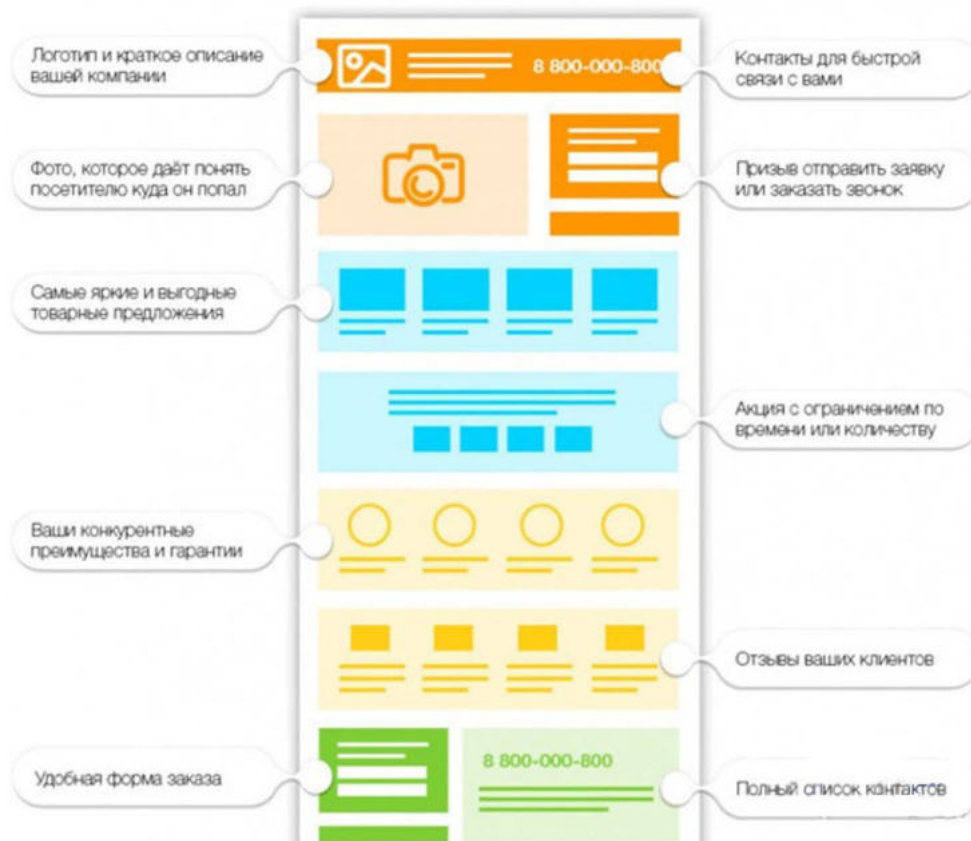 Логотип и краткое описание
вашей компании
8 800-000-800
Контакты для быстрой
связи с вами
Фото, которое даёт понять
посетителю куда он попал
Призыв отправить заявку
или заказать звонок
Самые яркие и выгодные
товарные предложения
Акция с ограничением по
времени или количеству
Ваши конкурентные
преимущества и гарантии
Отзывы ваших клиентов
Удобная форма заказа
8 800-000-800
Полный список контактов